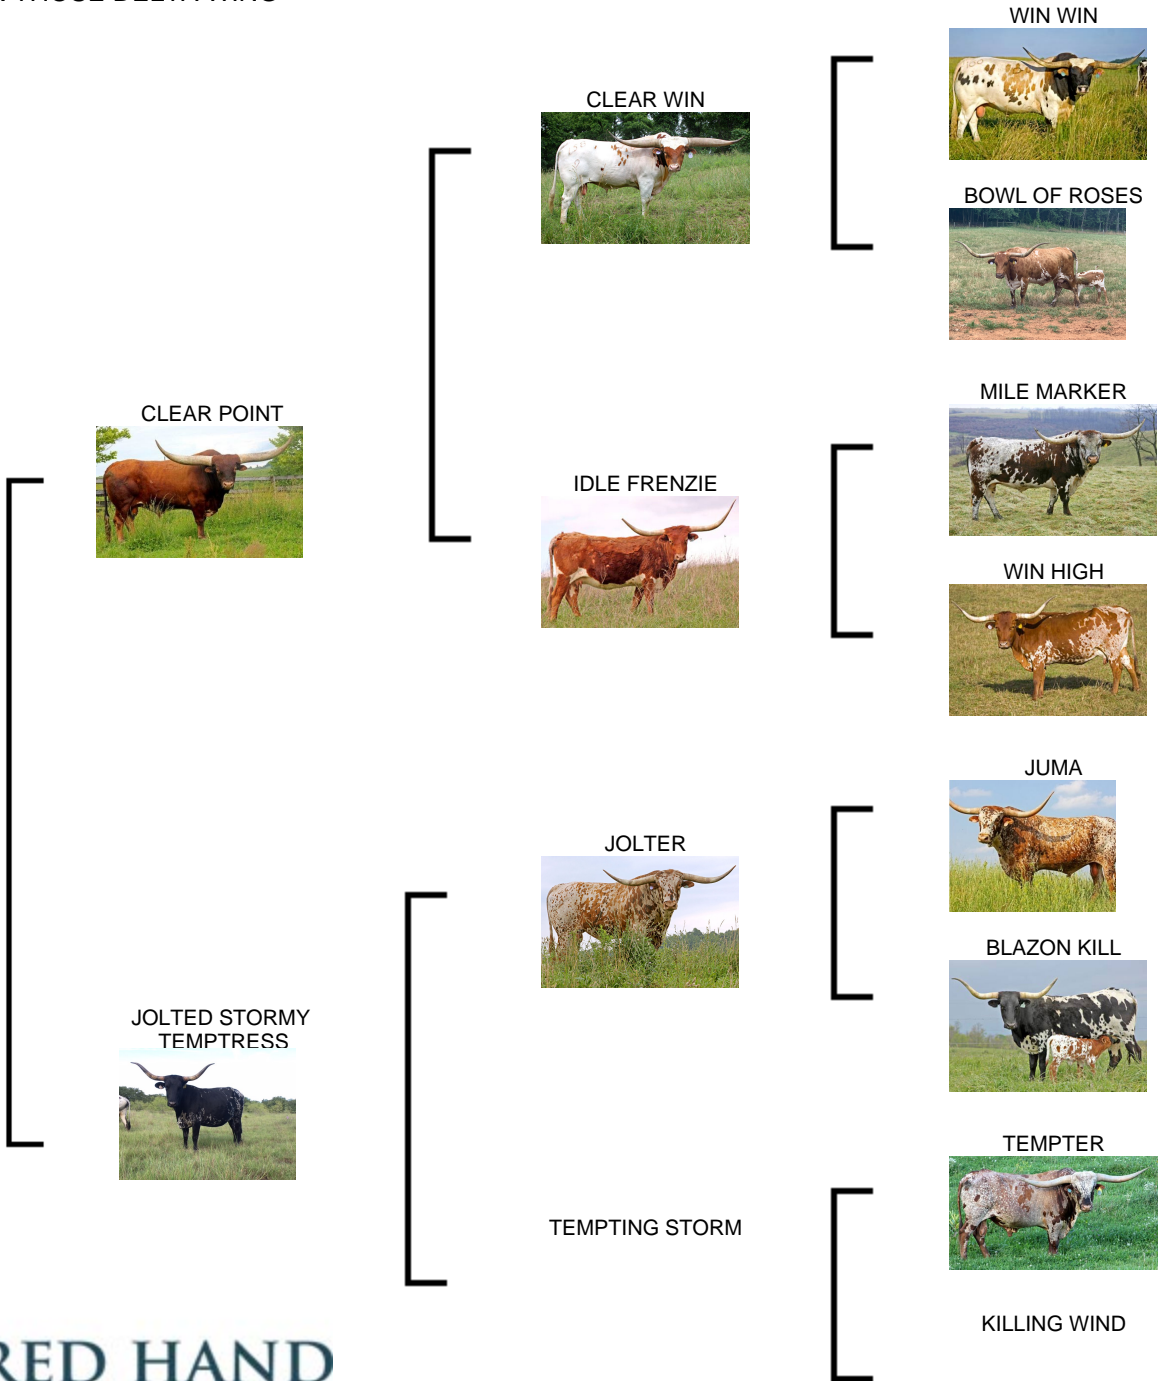 WIN WIN
CLEAR WIN
BOWL OF ROSES
CLEAR POINT
MILE MARKER
IDLE FRENZIE
WIN HIGH
JUMA
JOLTER
BLAZON KILL
JOLTED STORMY
TEMPTRESS
TEMPTER
TEMPTING STORM
KILLING WIND
RED HAND